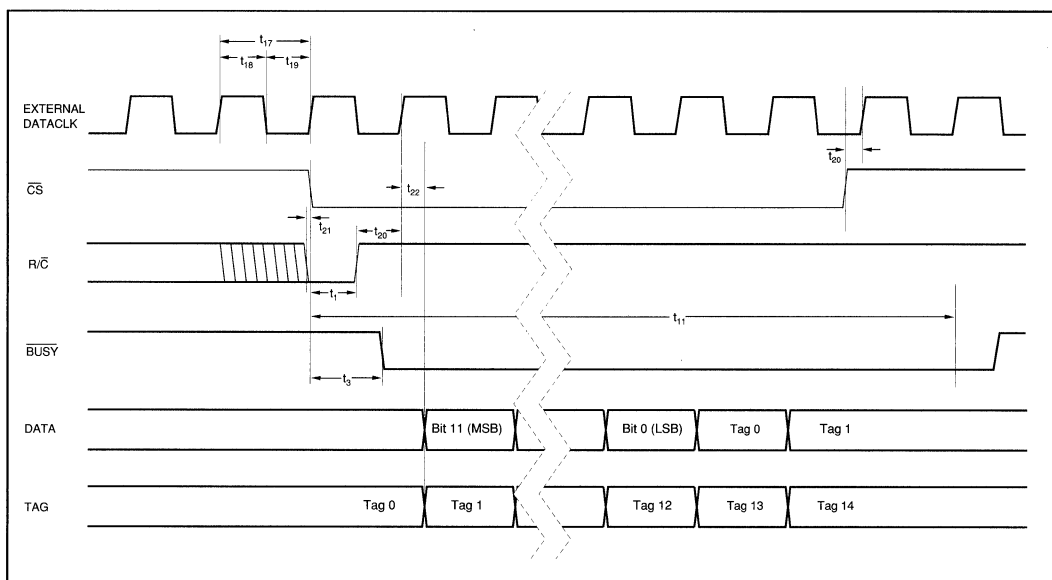 t17
t18 t19
EXTERNAL
DATACLK
t20
CS
t22
t21
t20
R/C
t1
t11
BUSY
t3
DATA
Bit 11 (MSB) Bit 0 (LSB) Tag 0 Tag 1
TAG
Tag 0 Tag 1 Tag 12 Tag 13 Tag 14